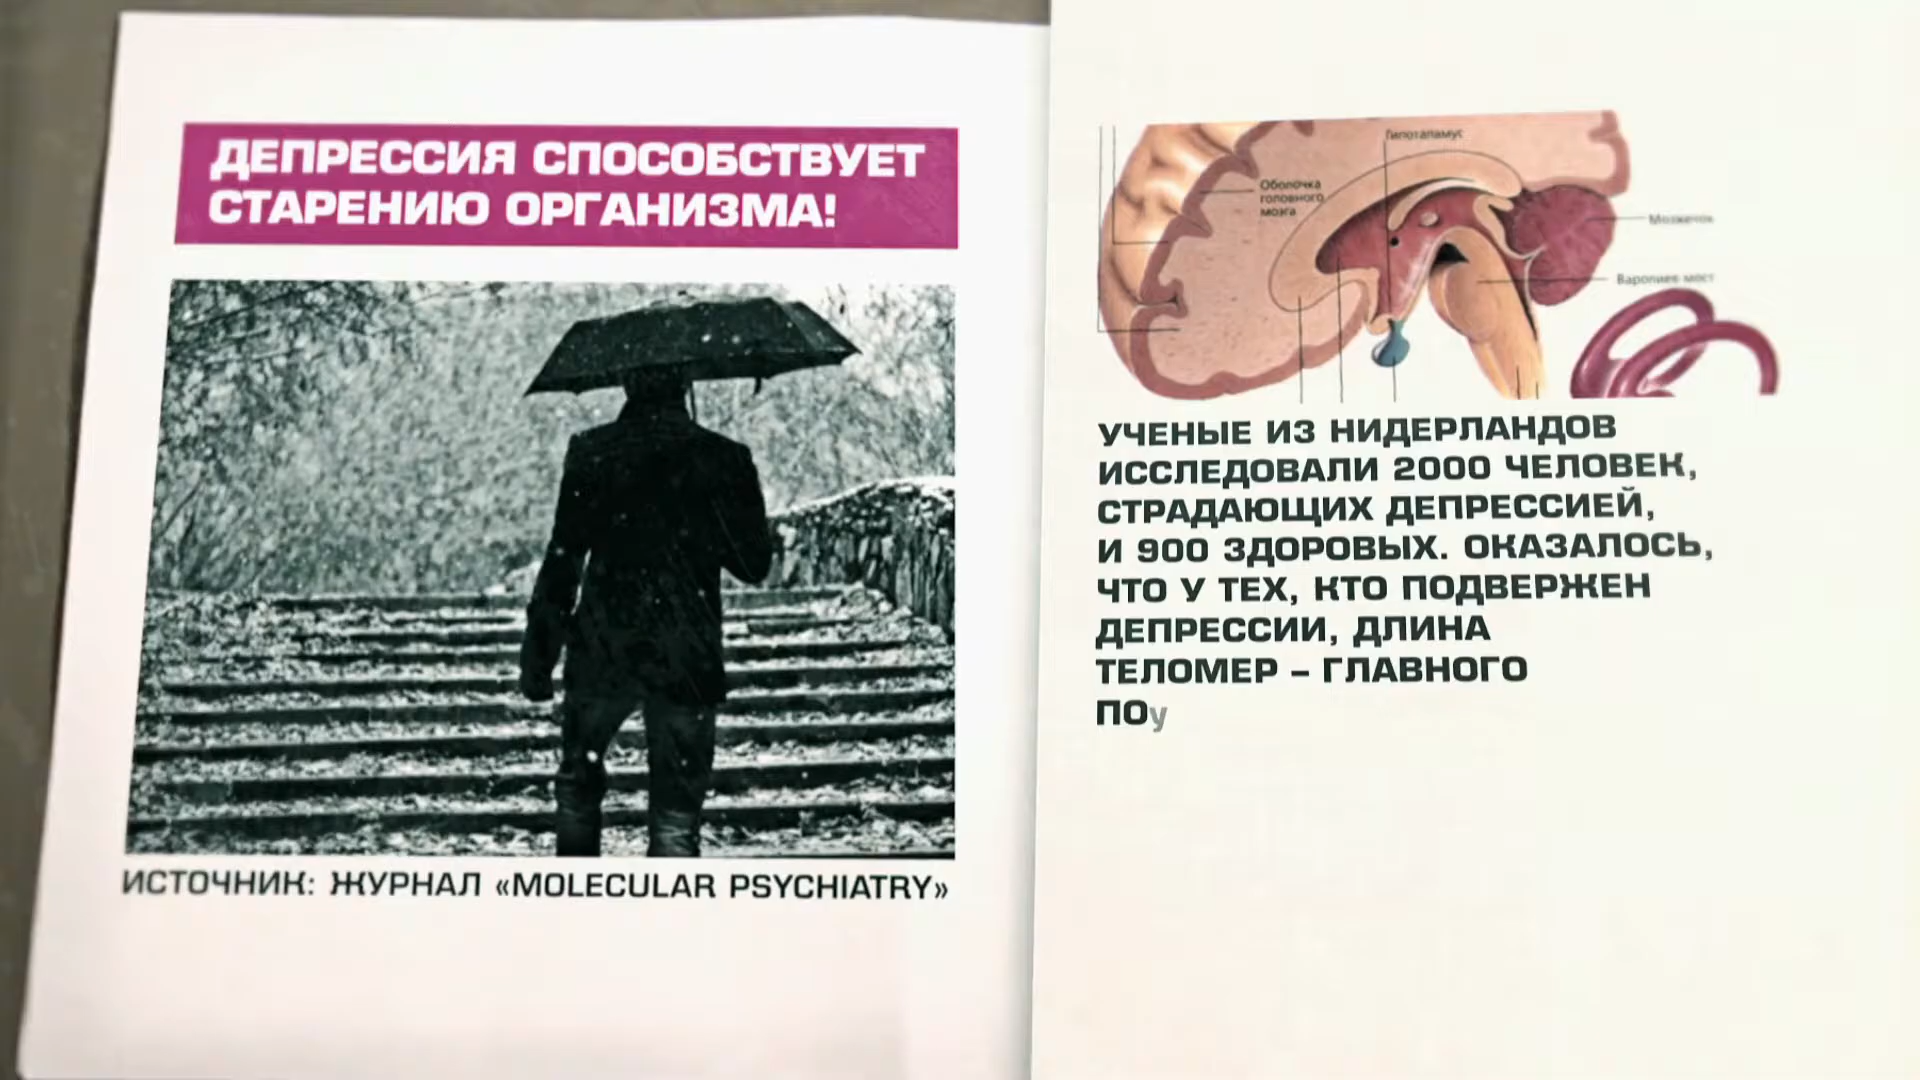 ДЕПРЕССИЯ СПОСОБСТВУЕТ
СТАРЕНИЮ ОРГАНИЗМА!
ИСТОЧНИК: ЖУРНАЛ «MOLECULAR PSYCHIATRY»
Гипоталамус
Оболочка
головного
мозга
Мозжечок
Варолиев мост
УЧЕНЫЕ ИЗ НИДЕРЛАНДОВ
ИССЛЕДОВАЛИ 2000 ЧЕЛОВЕК,
СТРАДАЮЩИХ ДЕПРЕССИЕЙ,
И 900 ЗДОРОВЫХ. ОКАЗАЛОСЬ,
ЧТО У ТЕХ, КТО ПОДВЕРЖЕН
ДЕПРЕССИИ, ДЛИНА
ТЕЛОМЕР – ГЛАВНОГО
ПОу